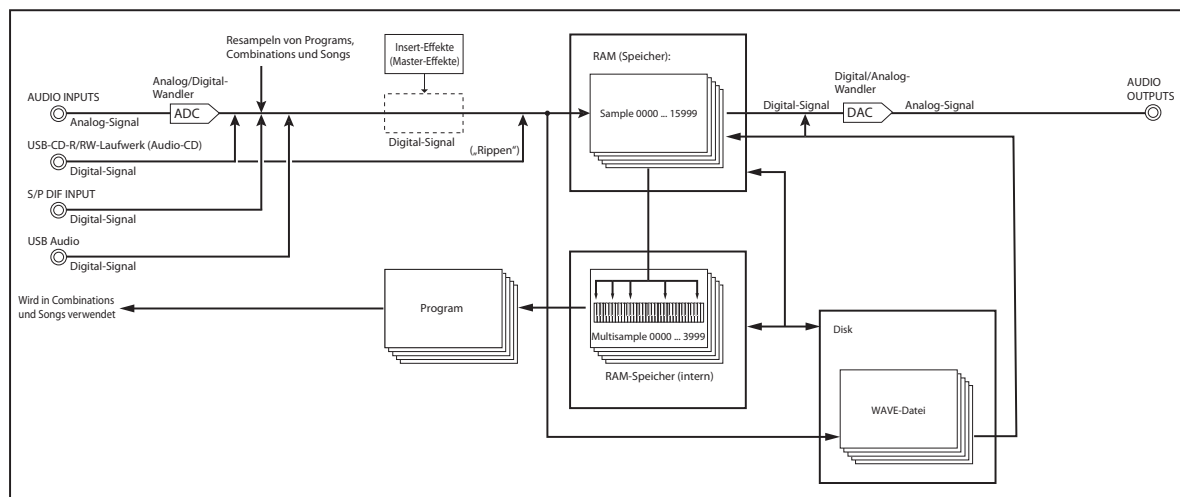 Resampeln von Programs,
Combinations und Songs
Insert-Effekte
(Master-Effekte)
RAM (Speicher):
Analog/Digital-
Wandler
Digital/Analog-
Wandler
AUDIO
OUTPUTS
AUDIO INPUTS
ADC
Analog-Signal
Sample 0000 ... 15999
Digital-Signal
DAC
Analog-Signal
Digital-Signal
USB-CD-R/RW-Laufwerk (Audio-CD)
(„Rippen“)
Digital-Signal
S/P DIF INPUT
Digital-Signal
USB Audio
Digital-Signal
Wird in Combinations
und Songs verwendet
Program
Multisample 0000 ... 3999
RAM-Speicher (intern)
Disk
WAVE-Datei